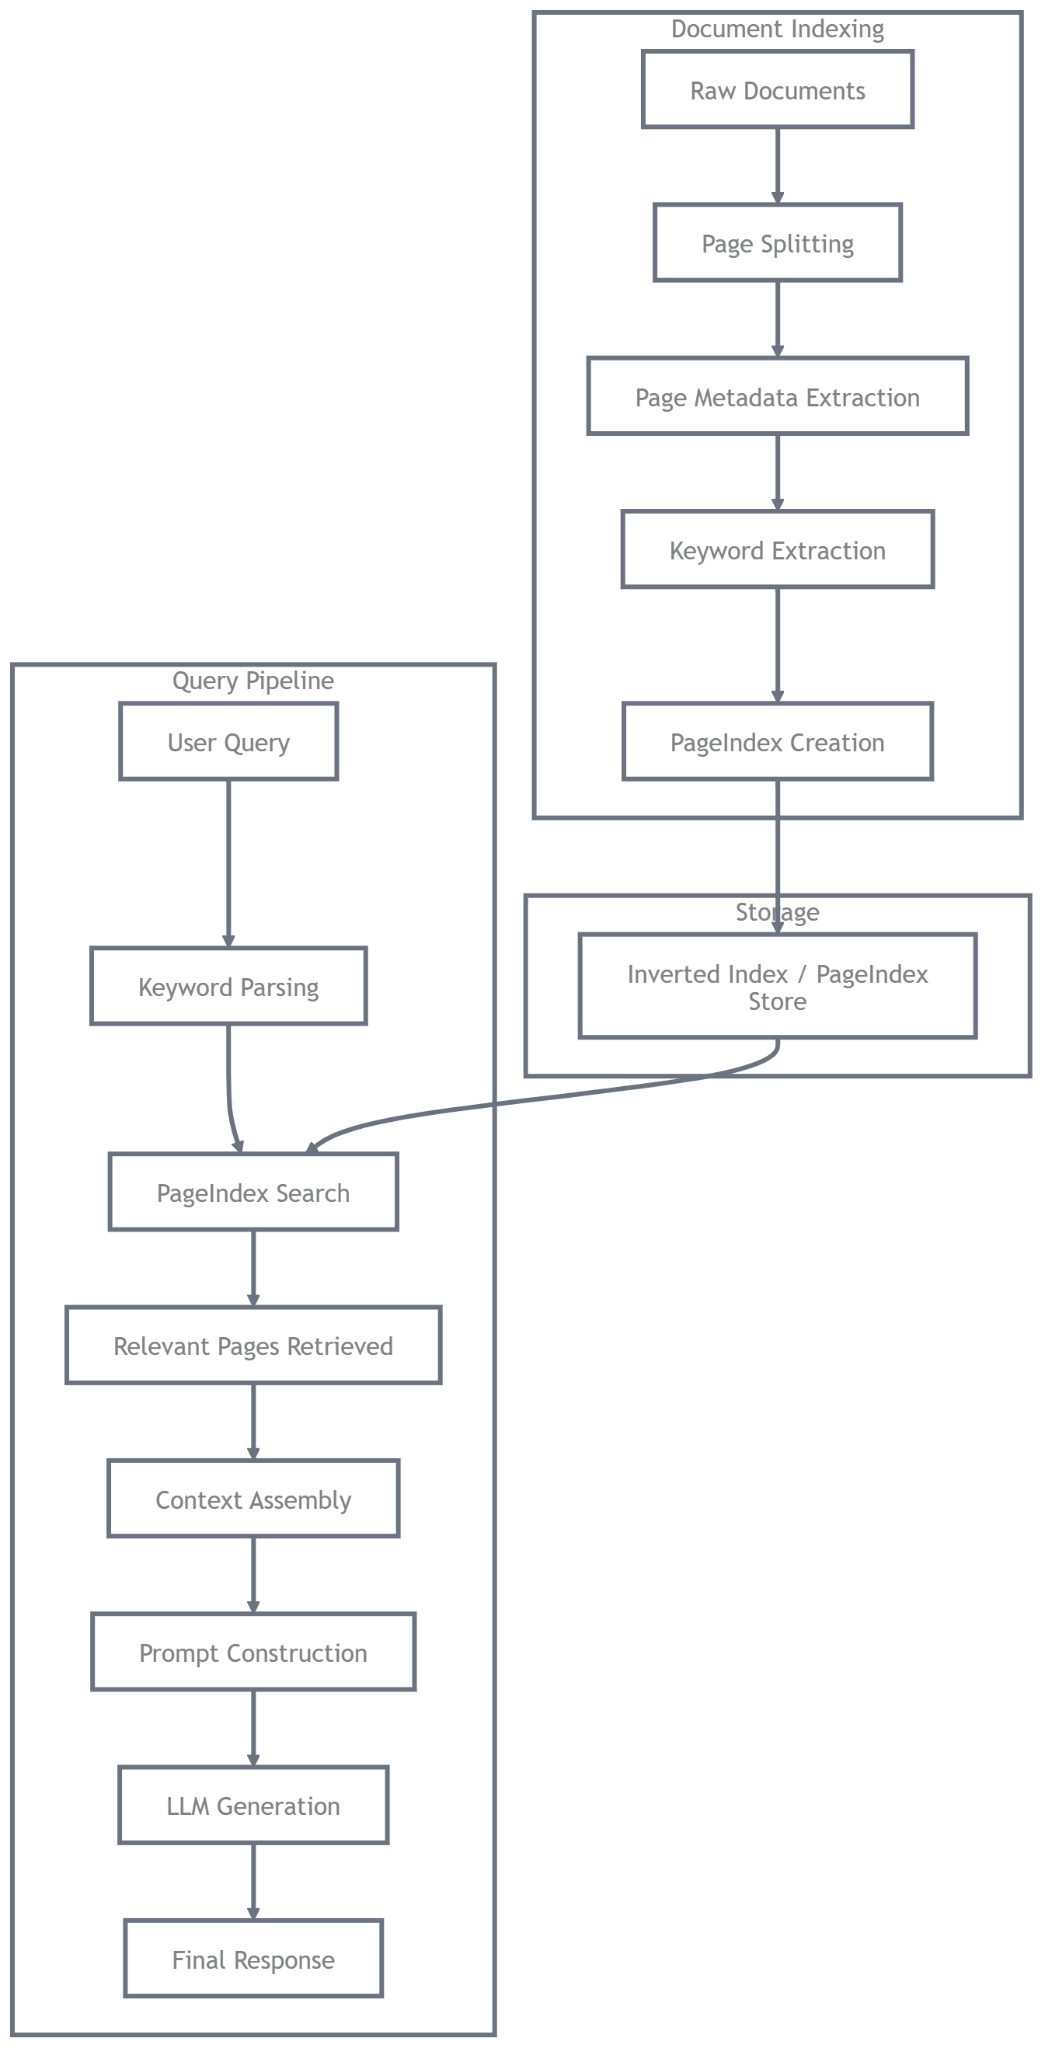 Document Indexing
Raw Documents
Page Splitting
Page Metadata Extraction
Keyword Extraction
PageIndex Creation
Storage
Inverted Index / PageIndex
Store
Query Pipeline
User Query
Keyword Parsing
PageIndex Search
Relevant Pages Retrieved
Context Assembly
Prompt Construction
LLM Generation
Final Response